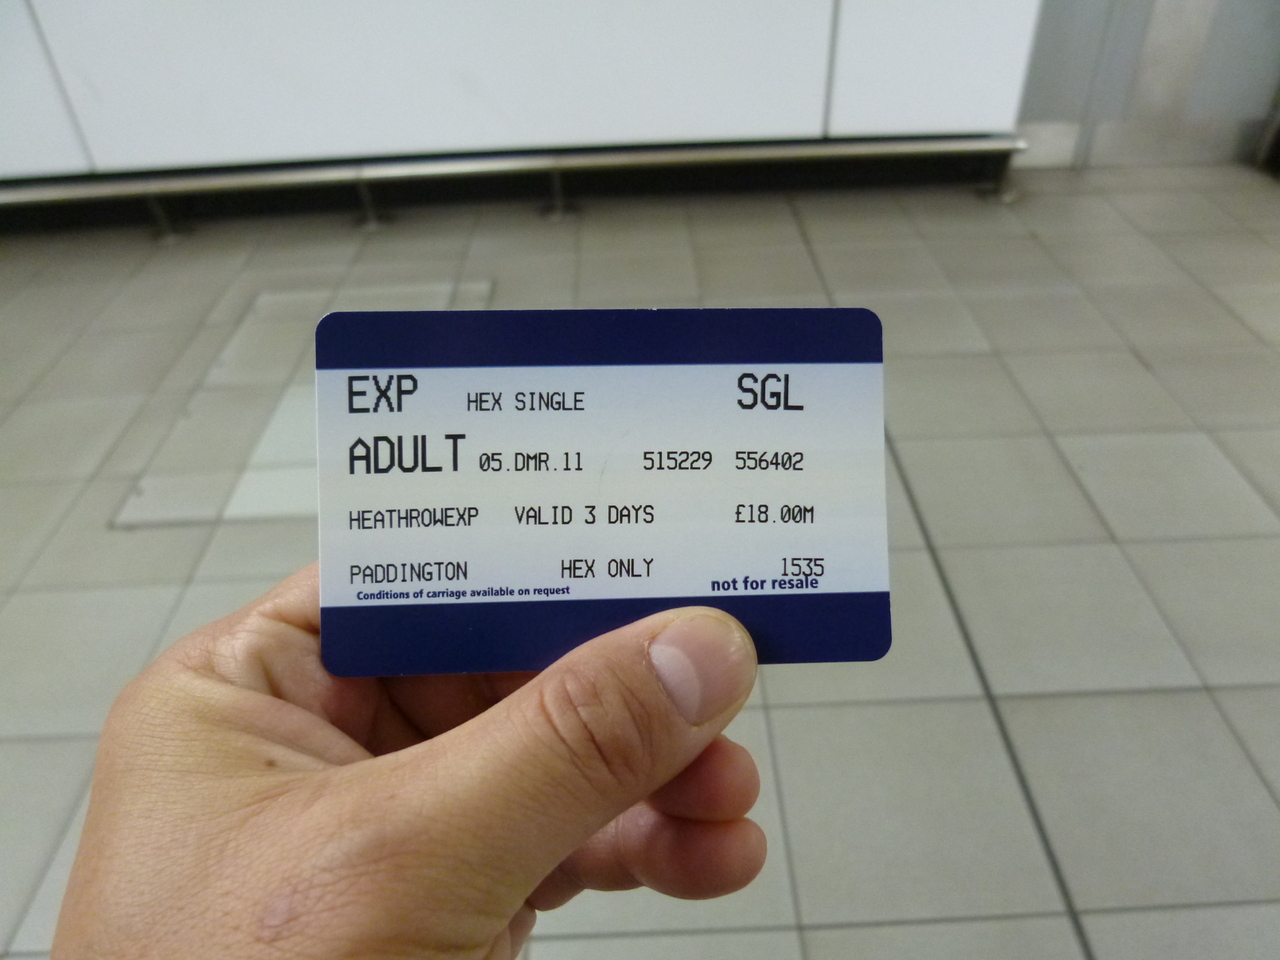 EXP HEX SINGLE SGL
ADULT 05.DMR.11 515229 556402
HEATHROWEXP VALID 3 DAYS £18.00M
PADDINGTON HEX ONLY 1535
Conditions of carriage available on request not for resale